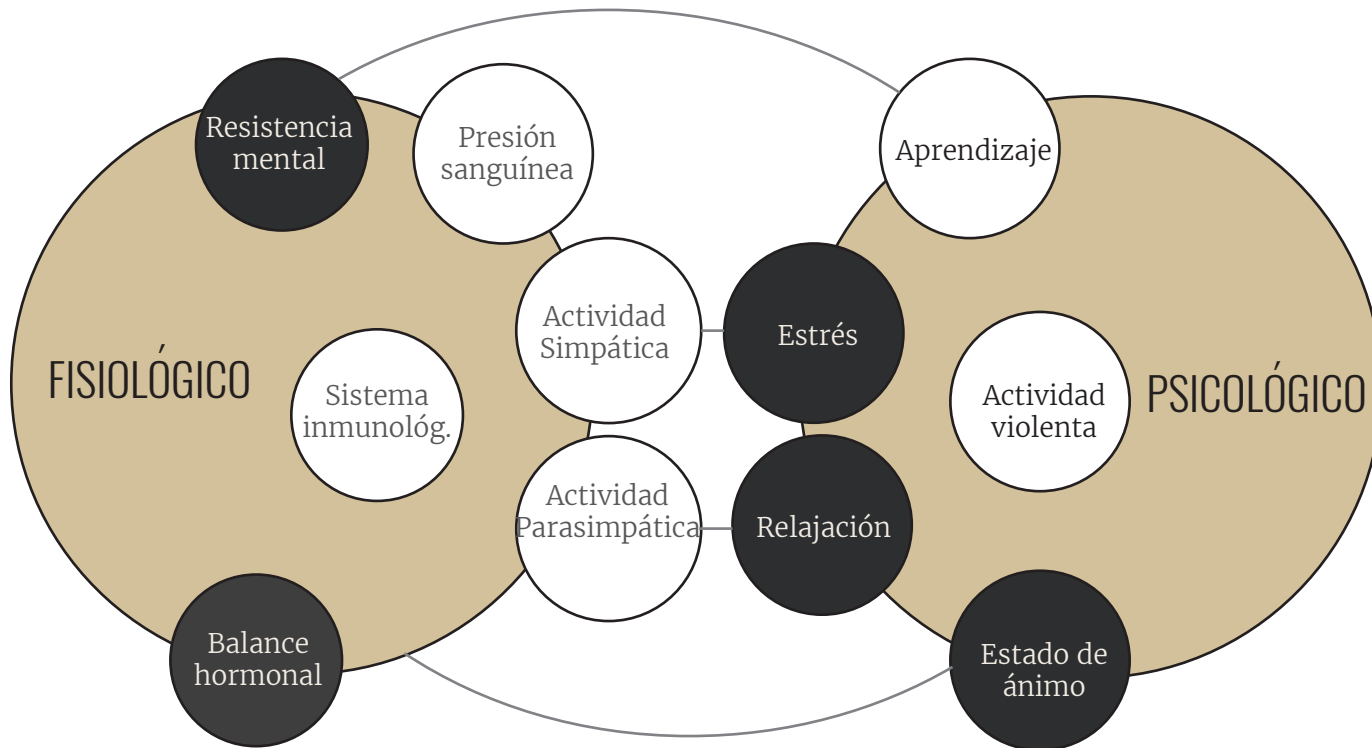 Resistencia
mental
Presión
sanguínea
Aprendizaje
Actividad
Simpática
Estrés
FISIOLÓGICO
Sistema
inmunológ.
Actividad
violenta
PSICOLÓGICO
Actividad
Parasimpática
Relajación
Balance
hormonal
Estado de
ánimo